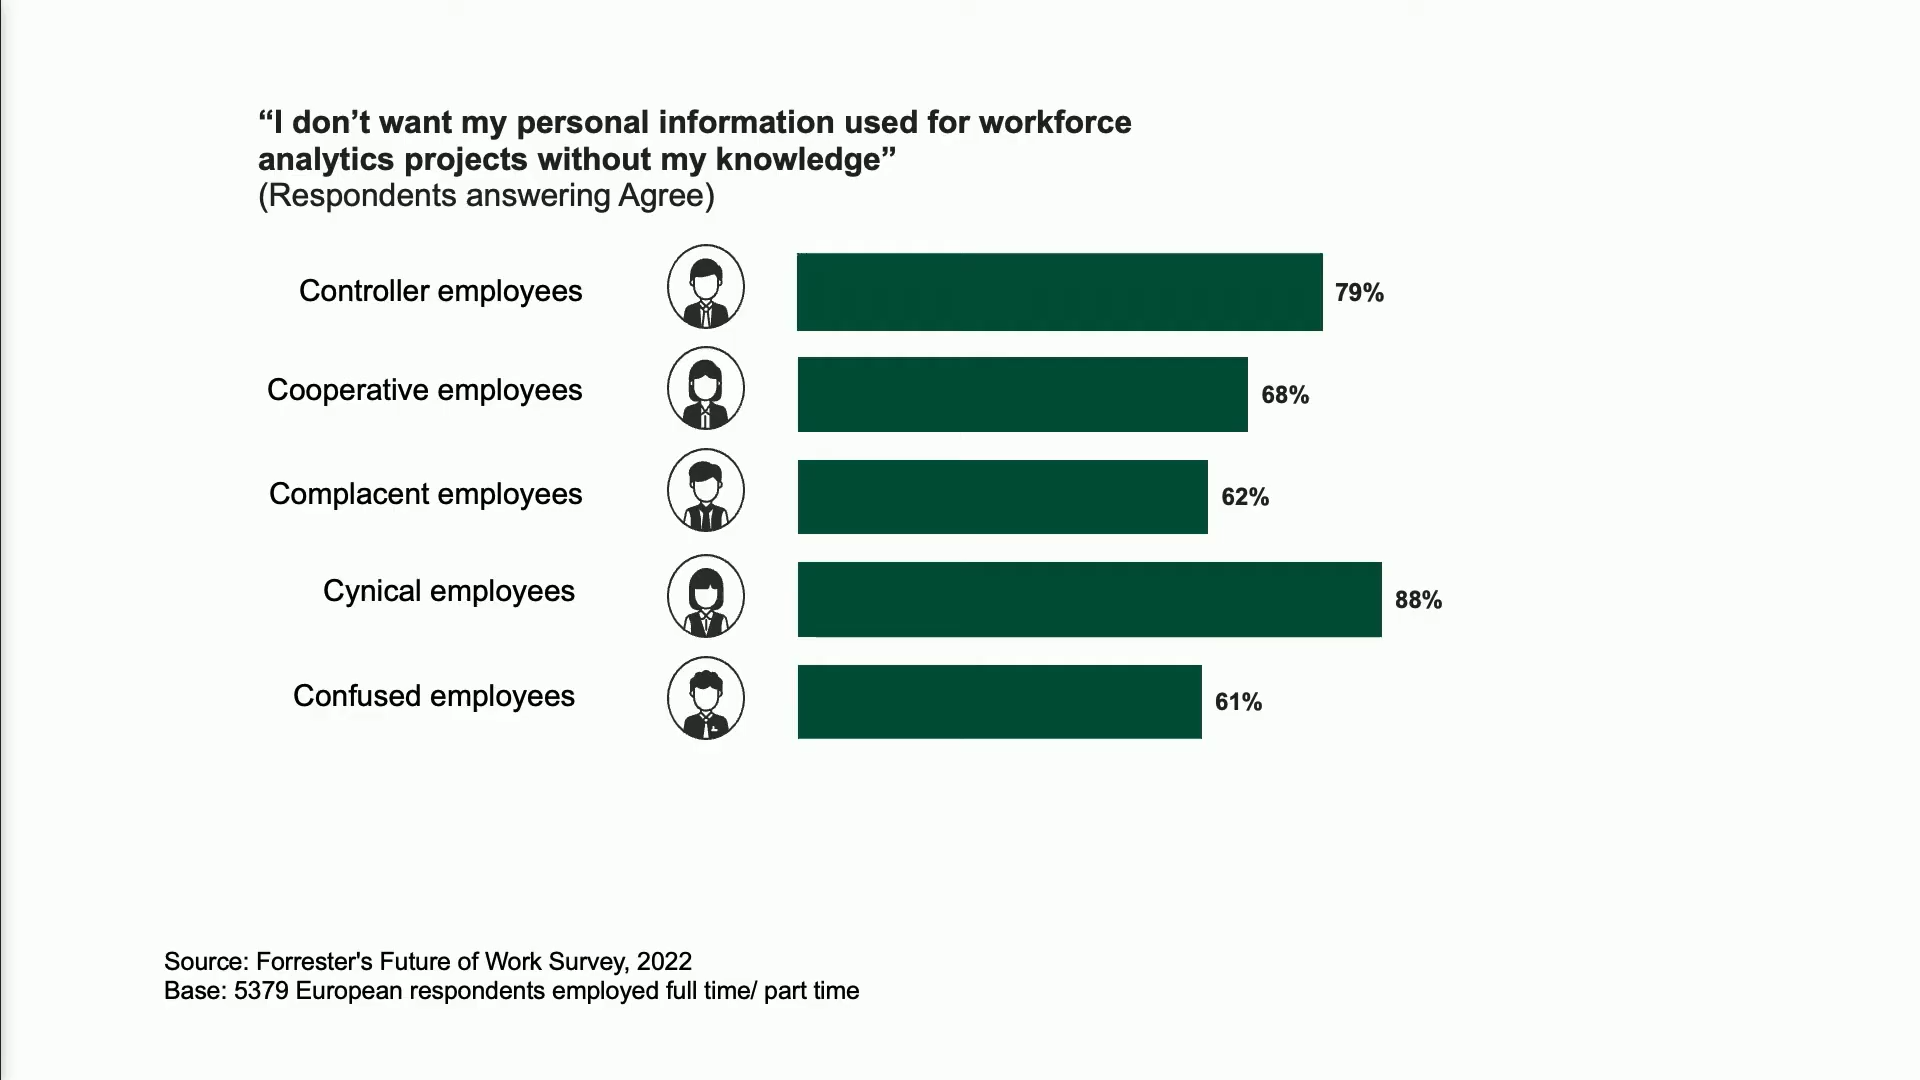 “I don’t want my personal information used for workforce
analytics projects without my knowledge”
(Respondents answering Agree)
Controller employees
79%
Cooperative employees
68%
Complacent employees
62%
Cynical employees
88%
Confused employees
61%
Source: Forrester's Future of Work Survey, 2022
Base: 5379 European respondents employed full time/ part time